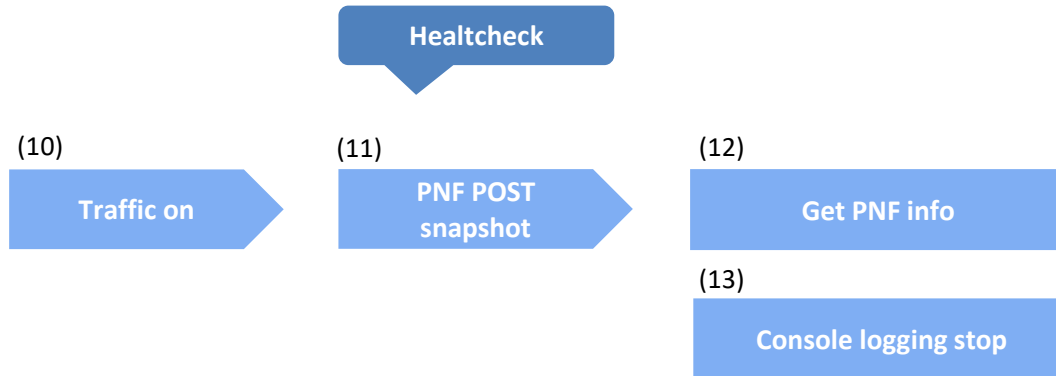 Healtcheck
(10)
Traffic on
(11)
PNF POST
snapshot
(12)
Get PNF info
(13)
Console logging stop